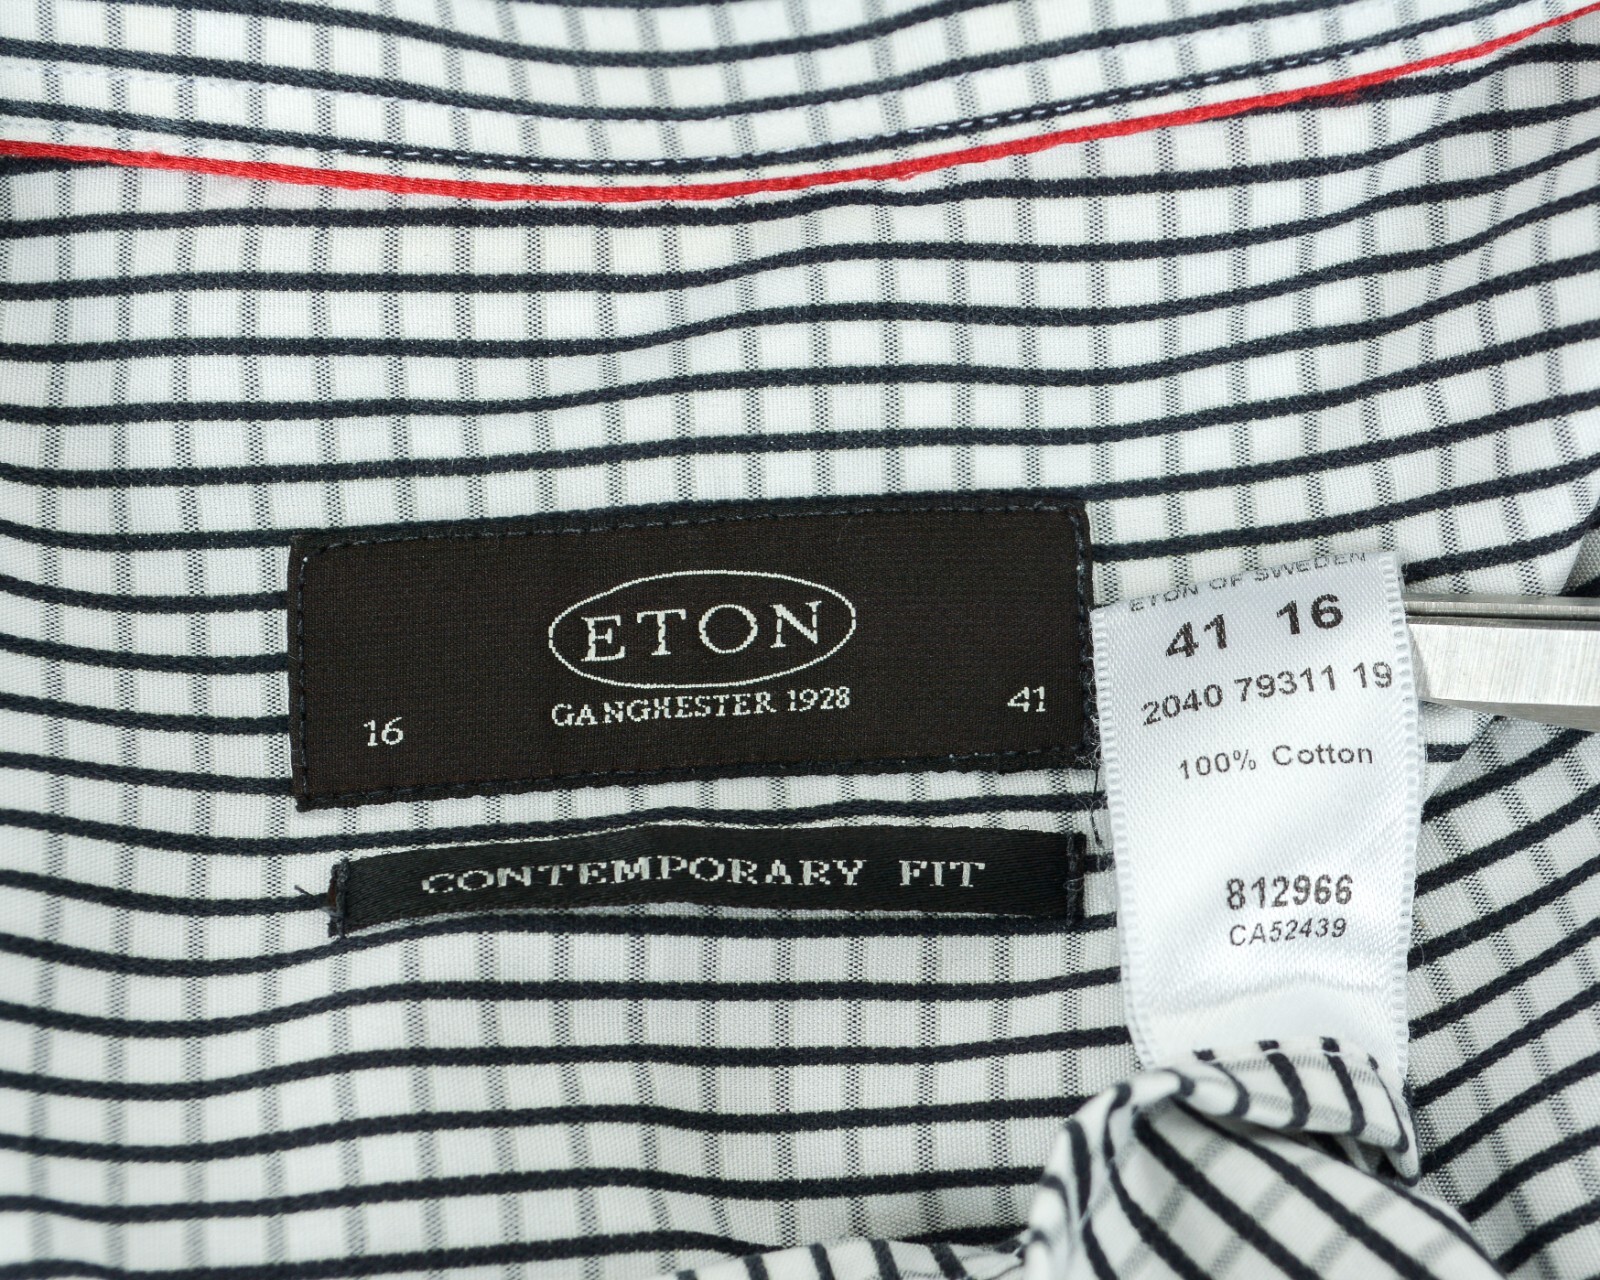 ETON
GANGHESTER 1928
16
41
CONTEMPORARY FIT
ETON OF SWEDEN
41 16
2040 79311 19
100% Cotton
812966
CA52439